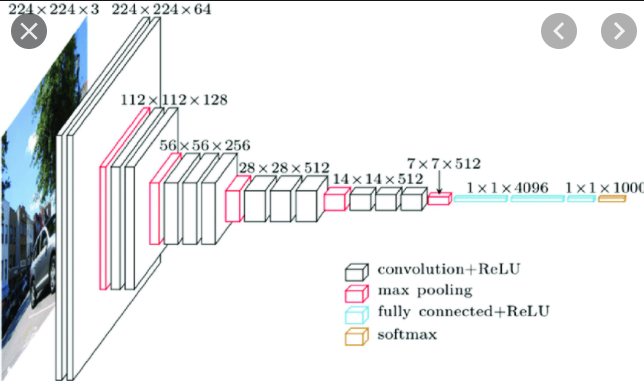 224×224×3 224×224×64
112×112×128
56×56×256
28×28×512
14×14×512
7×7×512
1×1×4096 1×1×1000
convolution+ReLU
max pooling
fully connected+ReLU
softmax